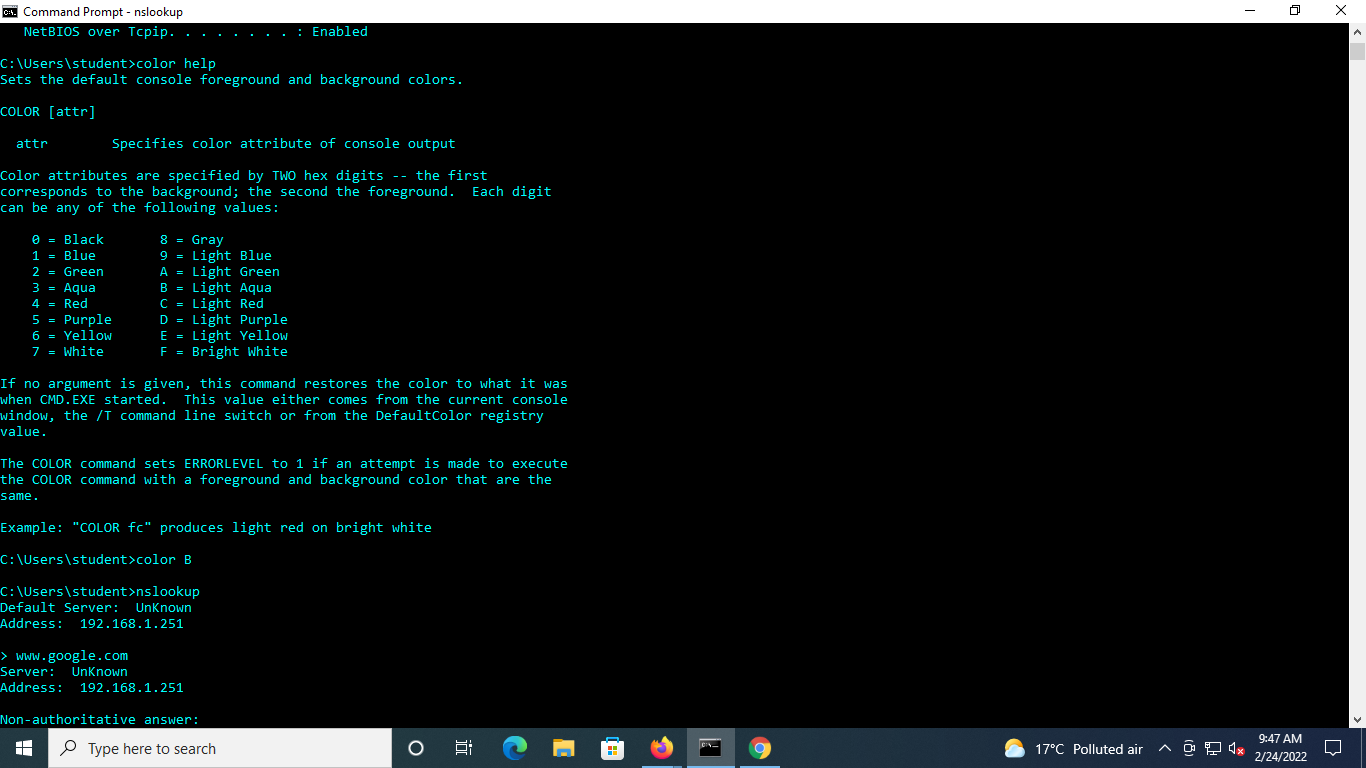 Command Prompt - nslookup
NetBIOS over Tcpip. . . . . . . . : Enabled
C:\Users\student>color help
Sets the default console foreground and background colors.
COLOR [attr]
attr        Specifies color attribute of console output
Color attributes are specified by TWO hex digits -- the first
corresponds to the background; the second the foreground.  Each digit
can be any of the following values:
0 = Black       8 = Gray
1 = Blue        9 = Light Blue
2 = Green       A = Light Green
3 = Aqua        B = Light Aqua
4 = Red         C = Light Red
5 = Purple      D = Light Purple
6 = Yellow      E = Light Yellow
7 = White       F = Bright White
If no argument is given, this command restores the color to what it was
when CMD.EXE started.  This value either comes from the current console
window, the /T command line switch or from the DefaultColor registry
value.
The COLOR command sets ERRORLEVEL to 1 if an attempt is made to execute
the COLOR command with a foreground and background color that are the
same.
Example: "COLOR fc" produces light red on bright white
C:\Users\student>color B
C:\Users\student>nslookup
Default Server:  UnKnown
Address:  192.168.1.251
> www.google.com
Server:  UnKnown
Address:  192.168.1.251
Non-authoritative answer:
Type here to search
17°C  Polluted air
9:47 AM
2/24/2022